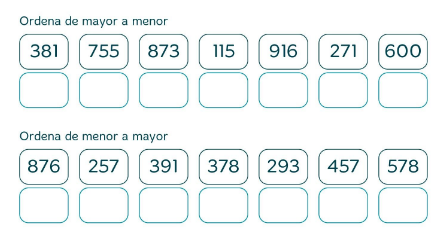 Ordena de mayor a menor
381 755 873 115 916 271 600
Ordena de menor a mayor
876 257 391 378 293 457 578